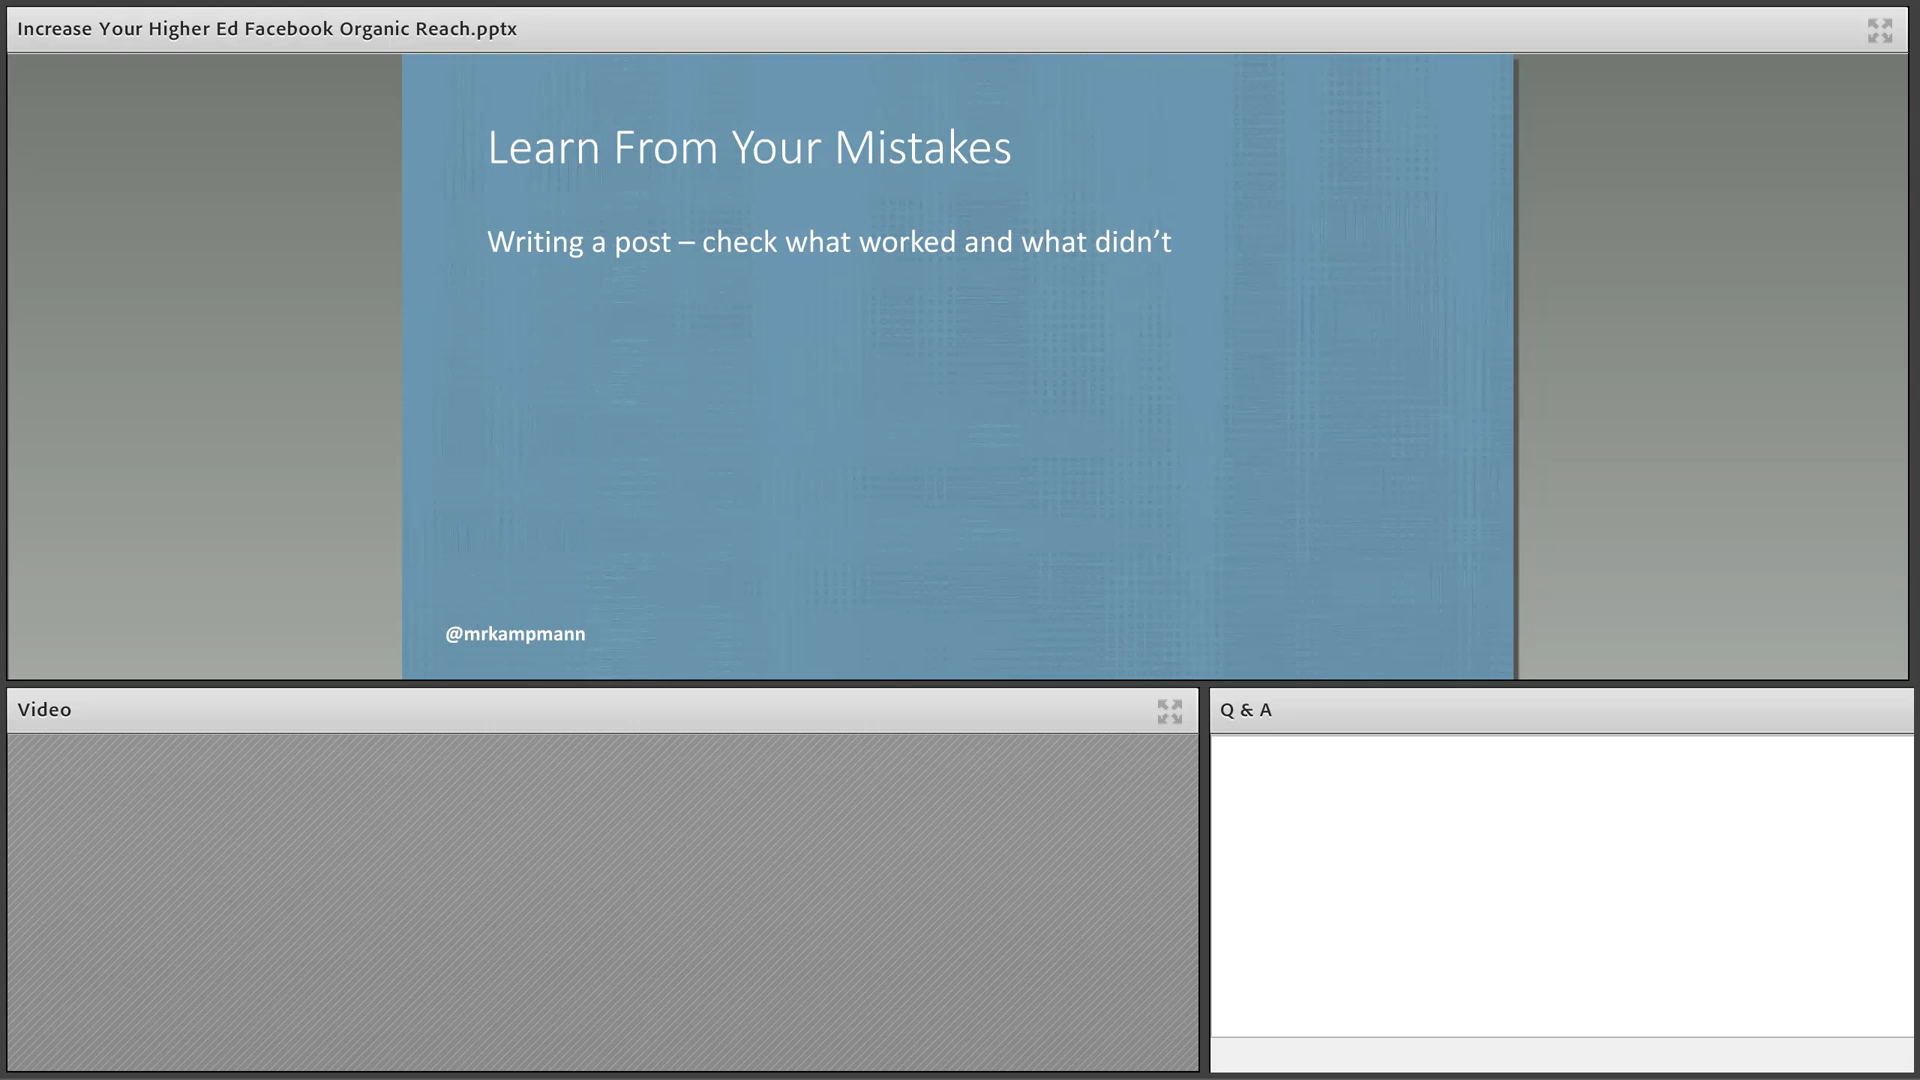 Increase Your Higher Ed Facebook Organic Reach.pptx
Learn From Your Mistakes
Writing a post – check what worked and what didn’t
@mrkampmann
Video
Q & A